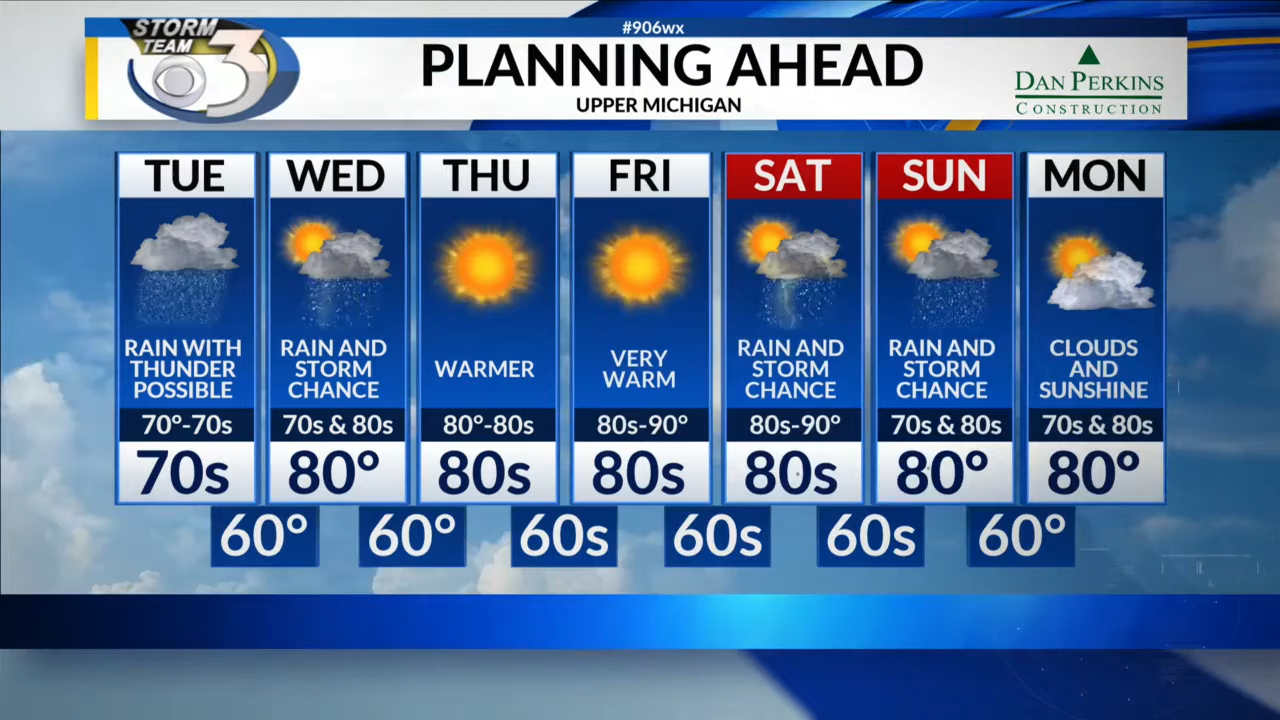 #906wx
STORM
TEAM
3
PLANNING AHEAD
UPPER MICHIGAN
DAN PERKINS
CONSTRUCTION
TUE
RAIN WITH
THUNDER
POSSIBLE
70°-70s
70s
WED
RAIN AND
STORM
CHANCE
70s & 80s
80°
THU
WARMER
80°-80s
80s
FRI
VERY
WARM
80s-90°
80s
SAT
RAIN AND
STORM
CHANCE
80s-90°
80s
SUN
RAIN AND
STORM
CHANCE
70s & 80s
80°
MON
CLOUDS
AND
SUNSHINE
70s & 80s
80°
60°
60°
60s
60s
60s
60°